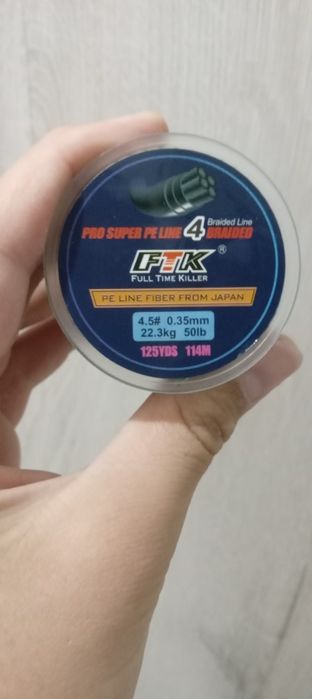 Braided Line
PRO SUPER PE LINE 4 BRAIDED
FTK®
FULL TIME KILLER
PE LINE FIBER FROM JAPAN
4.5# 0.35mm
22.3kg 50lb
125YDS 114M